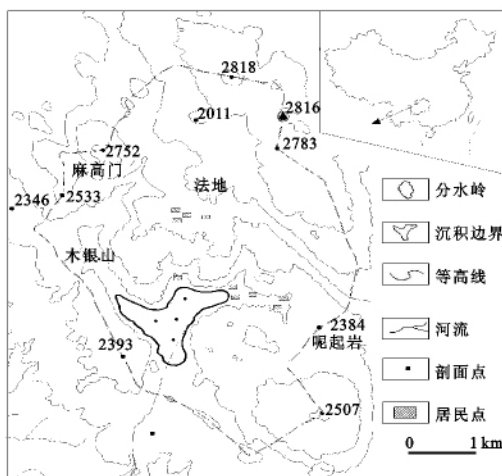 2818
2816
2011
2783
2752
麻高门
法地
分水岭
2533
2346
沉积边界
木银山
等高线
2384
河流
呢起岩
2393
剖面点
2507
居民点
0 1 km